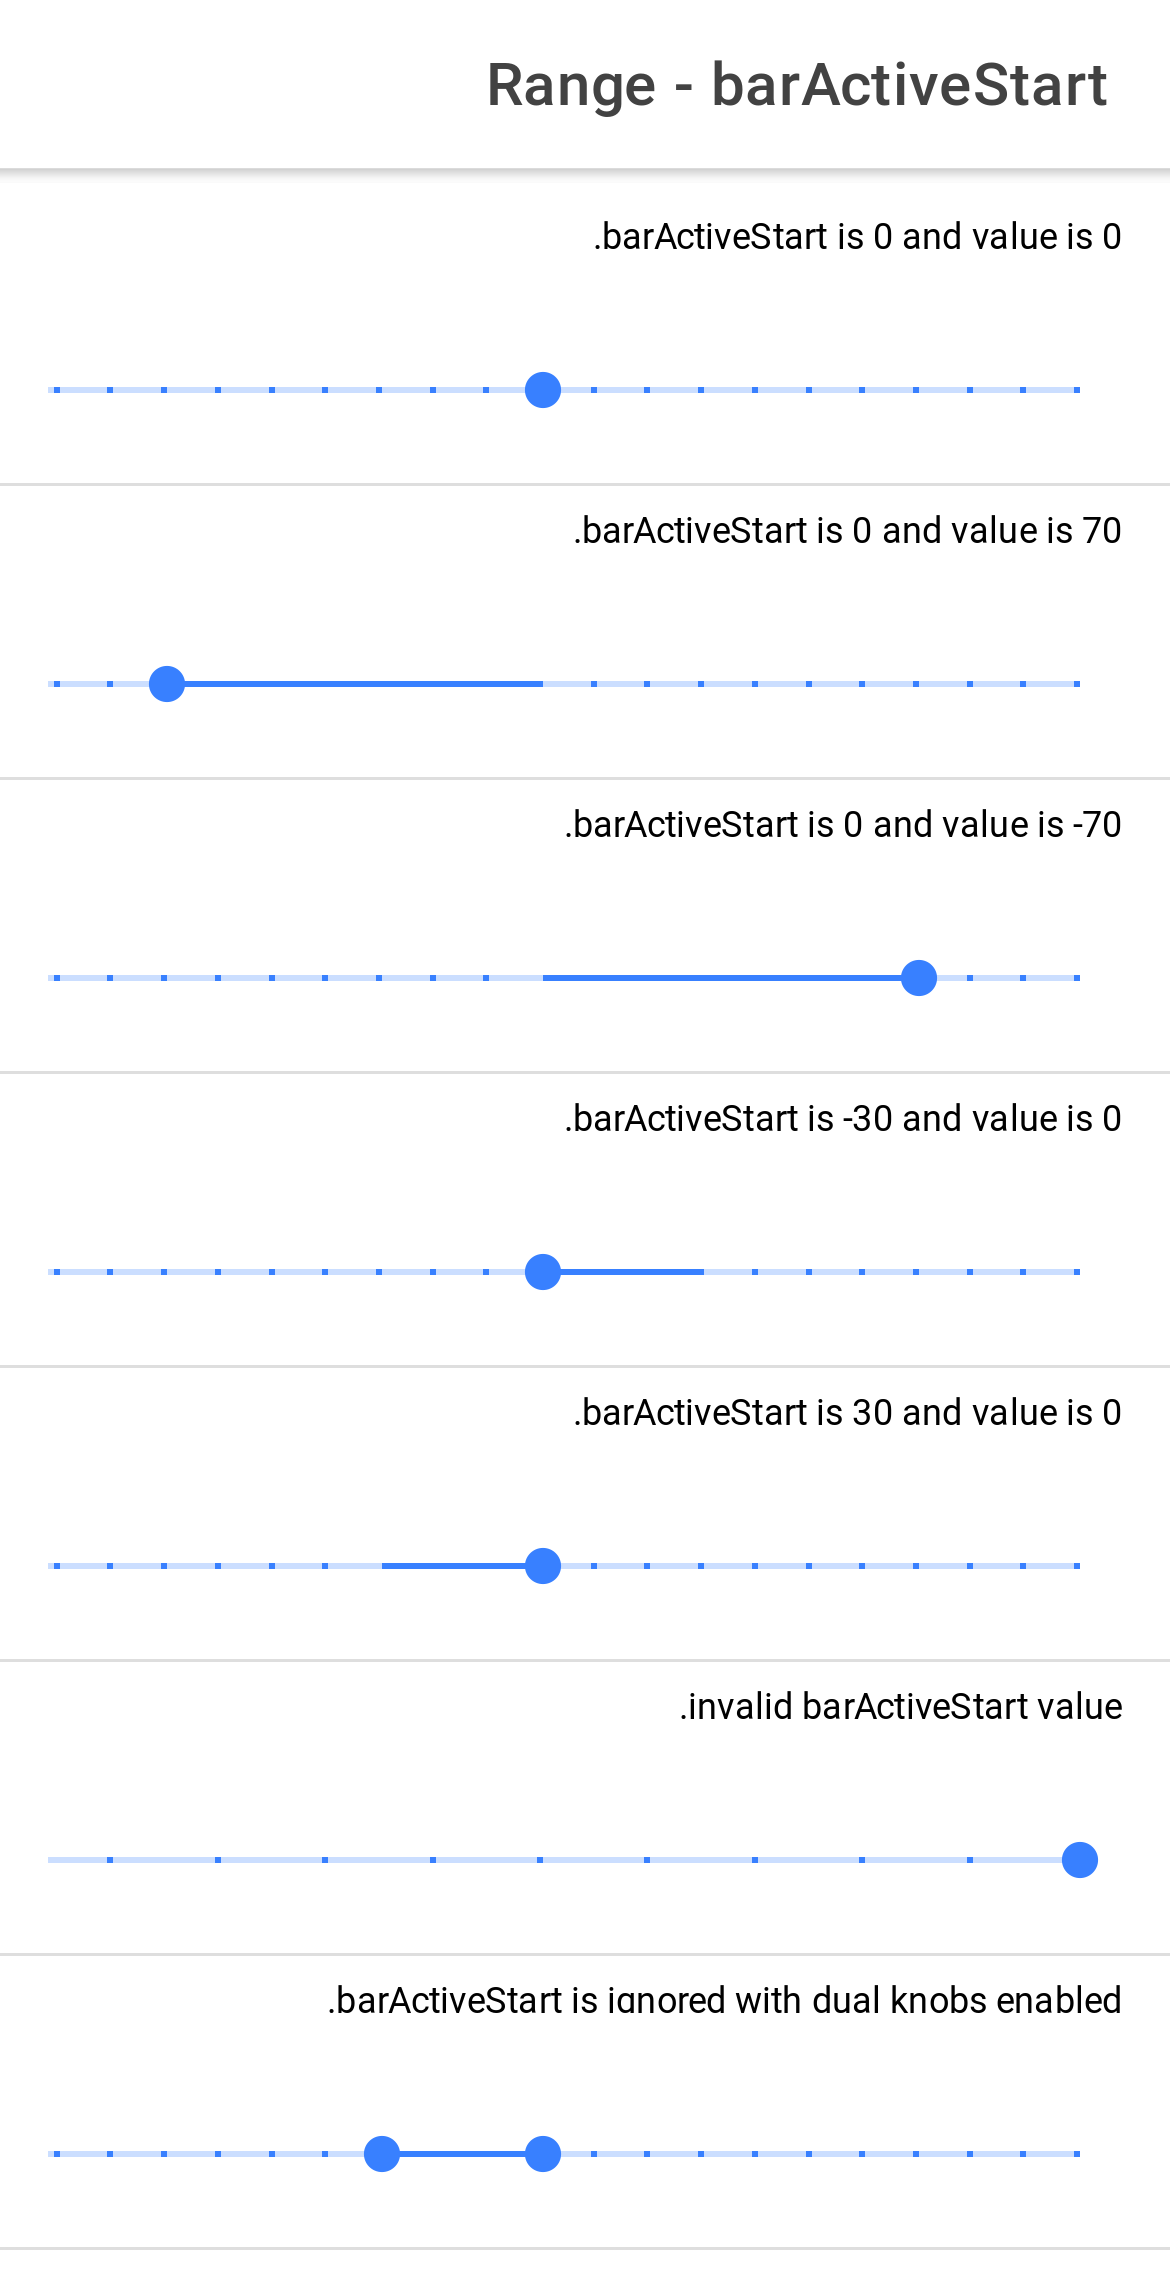 Range - barActiveStart
.barActiveStart is 0 and value is 0
.barActiveStart is 0 and value is 70
.barActiveStart is 0 and value is -70
.barActiveStart is -30 and value is 0
.barActiveStart is 30 and value is 0
.invalid barActiveStart value
.barActiveStart is ignored with dual knobs enabled